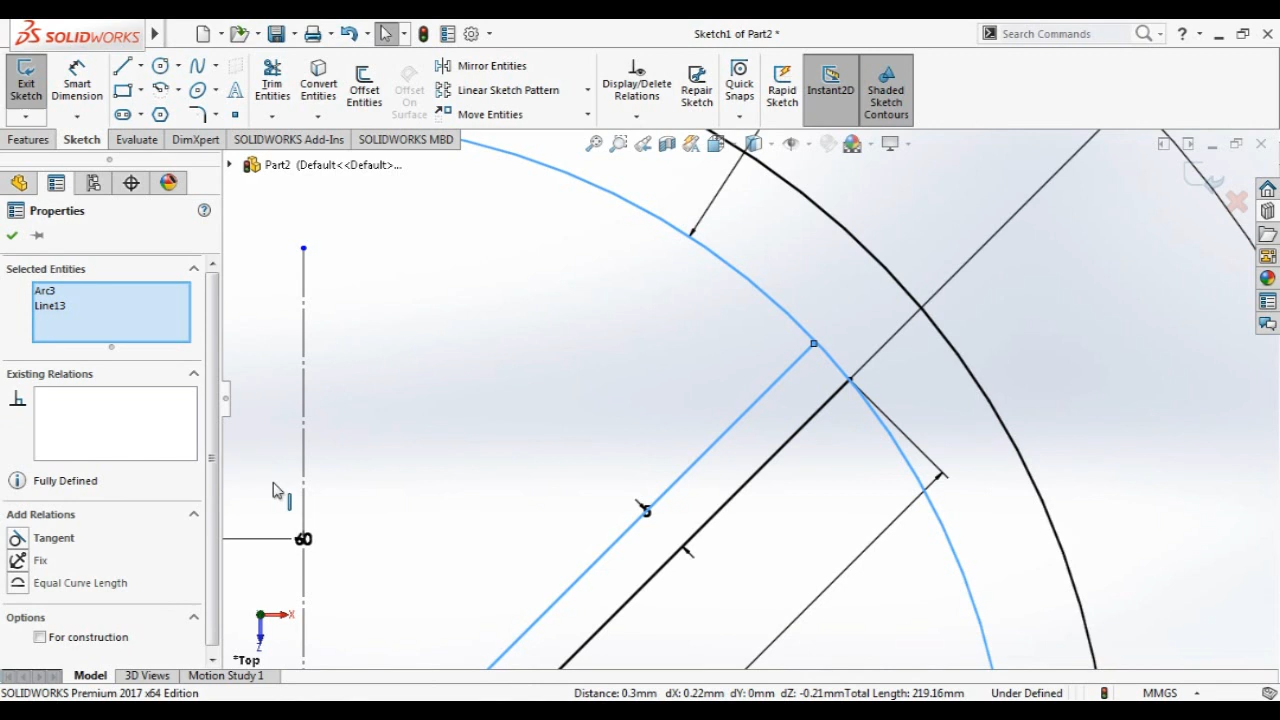 SOLIDWORKS
Sketch1 of Part2 *
Search Commands
Exit Sketch
Smart Dimension
Trim Entities
Convert Entities
Offset Entities
Offset On Surface
Mirror Entities
Linear Sketch Pattern
Move Entities
Display/Delete Relations
Repair Sketch
Quick Snaps
Rapid Sketch
Instant2D
Shaded Sketch Contours
Features
Sketch
Evaluate
DimXpert
SOLIDWORKS Add-Ins
SOLIDWORKS MBD
Part2 (Default<<Default>...
Properties
Selected Entities
Arc3
Line13
Existing Relations
Fully Defined
Add Relations
Tangent
Fix
Equal Curve Length
Options
For construction
60
5
X
Z
*Top
Model
3D Views
Motion Study 1
SOLIDWORKS Premium 2017 x64 Edition
Distance: 0.3mm dX: 0.22mm dY: 0mm dZ: -0.21mm Total Length: 219.16mm
Under Defined
MMGS